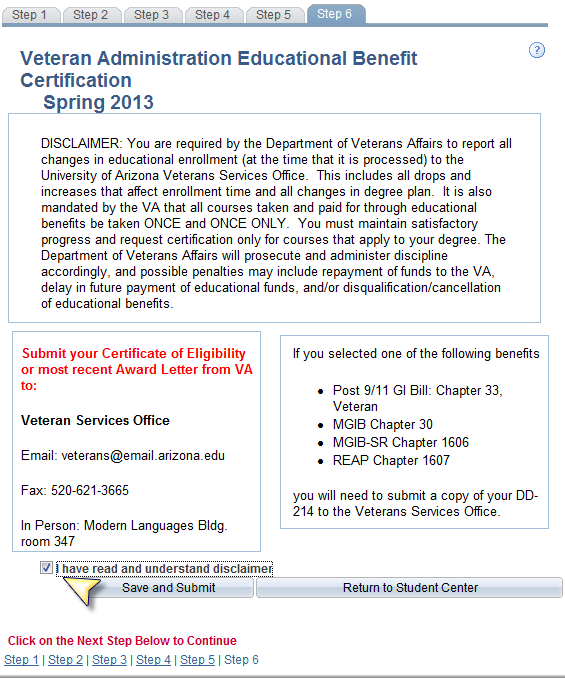 Step 1 Step 2 Step 3 Step 4 Step 5 Step 6
Veteran Administration Educational Benefit
Certification
Spring 2013
?
DISCLAIMER: You are required by the Department of Veterans Affairs to report all
changes in educational enrollment (at the time that it is processed) to the
University of Arizona Veterans Services Office. This includes all drops and
increases that affect enrollment time and all changes in degree plan. It is also
mandated by the VA that all courses taken and paid for through educational
benefits be taken ONCE and ONCE ONLY. You must maintain satisfactory
progress and request certification only for courses that apply to your degree. The
Department of Veterans Affairs will prosecute and administer discipline
accordingly, and possible penalties may include repayment of funds to the VA,
delay in future payment of educational funds, and/or disqualification/cancellation
of educational benefits.
Submit your Certificate of Eligibility
or most recent Award Letter from VA
to:
Veteran Services Office
Email: veterans@email.arizona.edu
Fax: 520-621-3665
In Person: Modern Languages Bldg.
room 347
If you selected one of the following benefits
• Post 9/11 GI Bill: Chapter 33,
Veteran
• MGIB Chapter 30
• MGIB-SR Chapter 1606
• REAP Chapter 1607
you will need to submit a copy of your DD-
214 to the Veterans Services Office.
I have read and understand disclaimer
Save and Submit Return to Student Center
Click on the Next Step Below to Continue
Step 1 | Step 2 | Step 3 | Step 4 | Step 5 | Step 6